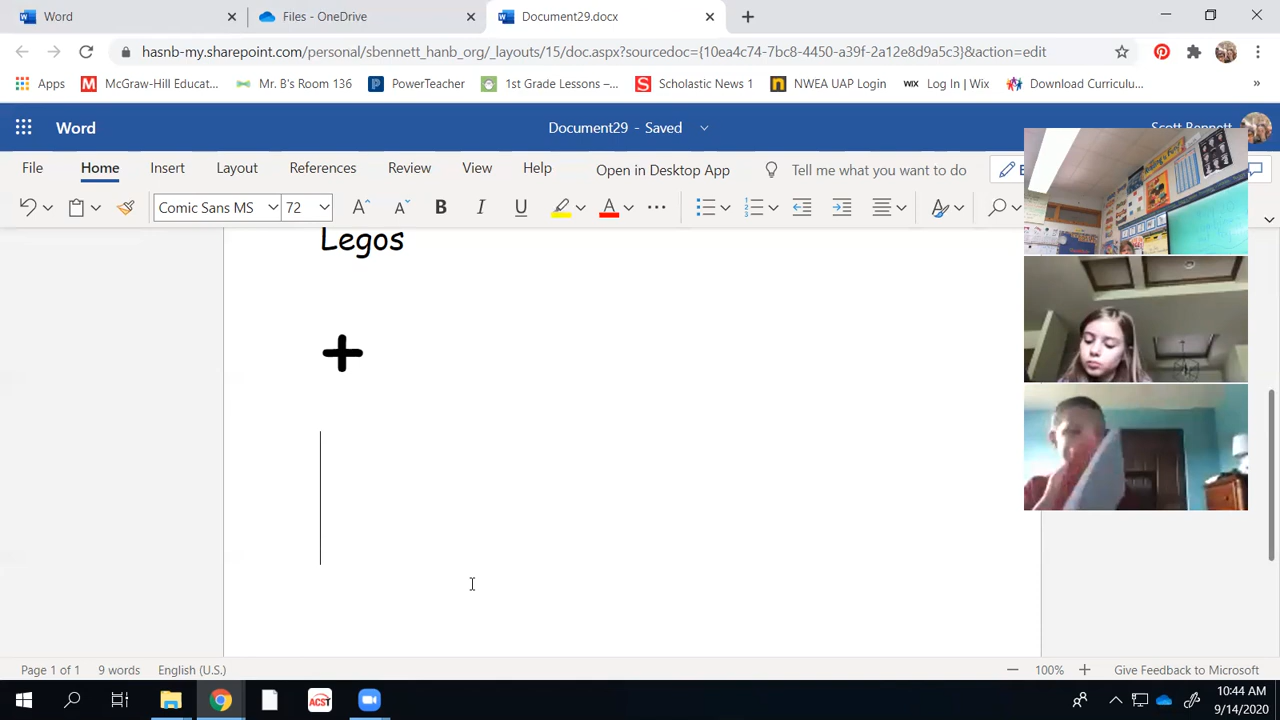 Word
Files - OneDrive
Document29.docx
hasnb-my.sharepoint.com/personal/sbennett_hanb_org/_layouts/15/doc.aspx?sourcedoc={10ea4c74-7bc8-4450-a39f-2a12e8d9a5c3}&action=edit
Apps McGraw-Hill Educat... Mr. B's Room 136 PowerTeacher 1st Grade Lessons –... Scholastic News 1 NWEA UAP Login WIX Log In | Wix Download Curriculu... »
Word Document29 - Saved Scott Bennett
File Home Insert Layout References Review View Help Open in Desktop App Tell me what you want to do
Comic Sans MS 72 A A B I U A
Legos
+
Page 1 of 1 9 words English (U.S.) 100% Give Feedback to Microsoft
ACST 10:44 AM
9/14/2020